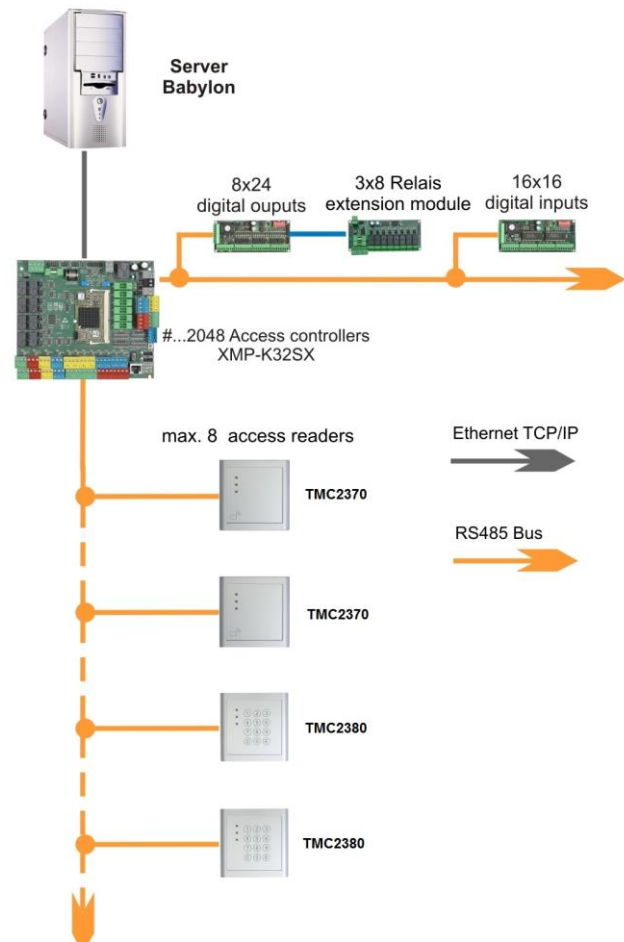 Server
Babylon
8x24
digital ouputs
3x8 Relais
extension module
16x16
digital inputs
#...2048 Access controllers
XMP-K32SX
max. 8 access readers
Ethernet TCP/IP
TMC2370
RS485 Bus
TMC2370
TMC2380
TMC2380